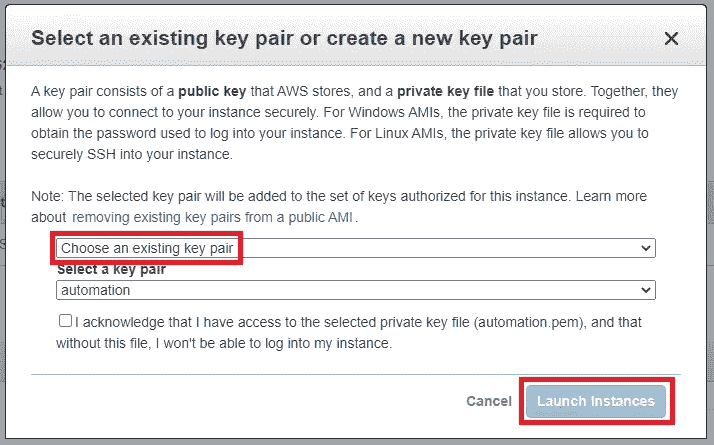 Select an existing key pair or create a new key pair
A key pair consists of a public key that AWS stores, and a private key file that you store. Together, they
allow you to connect to your instance securely. For Windows AMIs, the private key file is required to
obtain the password used to log into your instance. For Linux AMIs, the private key file allows you to
securely SSH into your instance.
Note: The selected key pair will be added to the set of keys authorized for this instance. Learn more
about removing existing key pairs from a public AMI .
Choose an existing key pair
Select a key pair
automation
I acknowledge that I have access to the selected private key file (automation.pem), and that
without this file, I won't be able to log into my instance.
Cancel Launch Instances